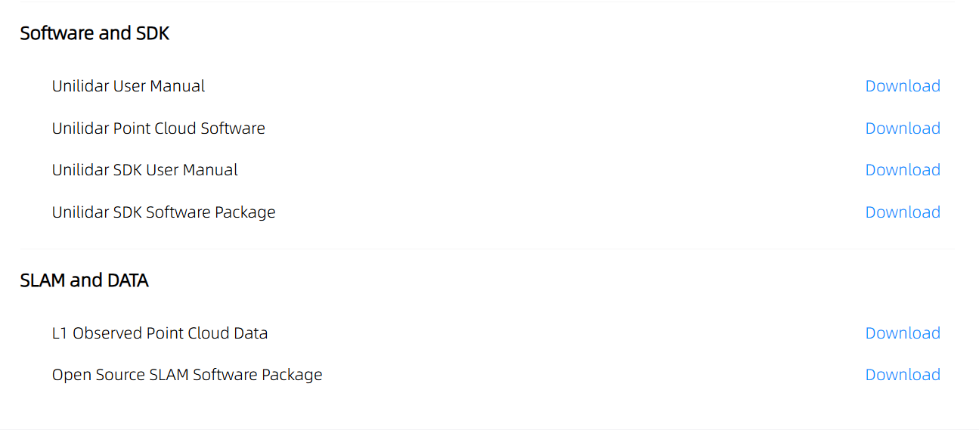 Software and SDK
Unilidar User Manual Download
Unilidar Point Cloud Software Download
Unilidar SDK User Manual Download
Unilidar SDK Software Package Download
SLAM and DATA
L1 Observed Point Cloud Data Download
Open Source SLAM Software Package Download